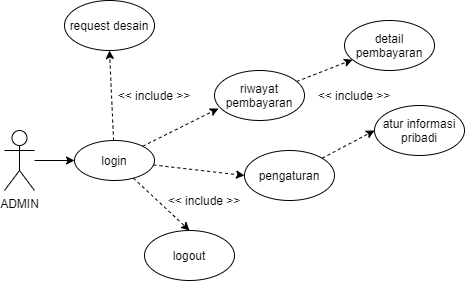 request desain
detail
pembayaran
<< include >>
riwayat
pembayaran
<< include >>
atur informasi
pribadi
login
ADMIN
pengaturan
<< include >>
logout